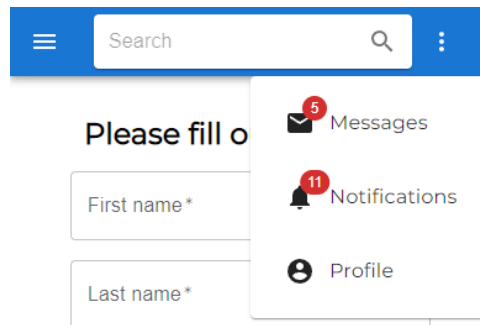 Search
5
Messages
Please fill o
First name *
11
Notifications
Profile
Last name *